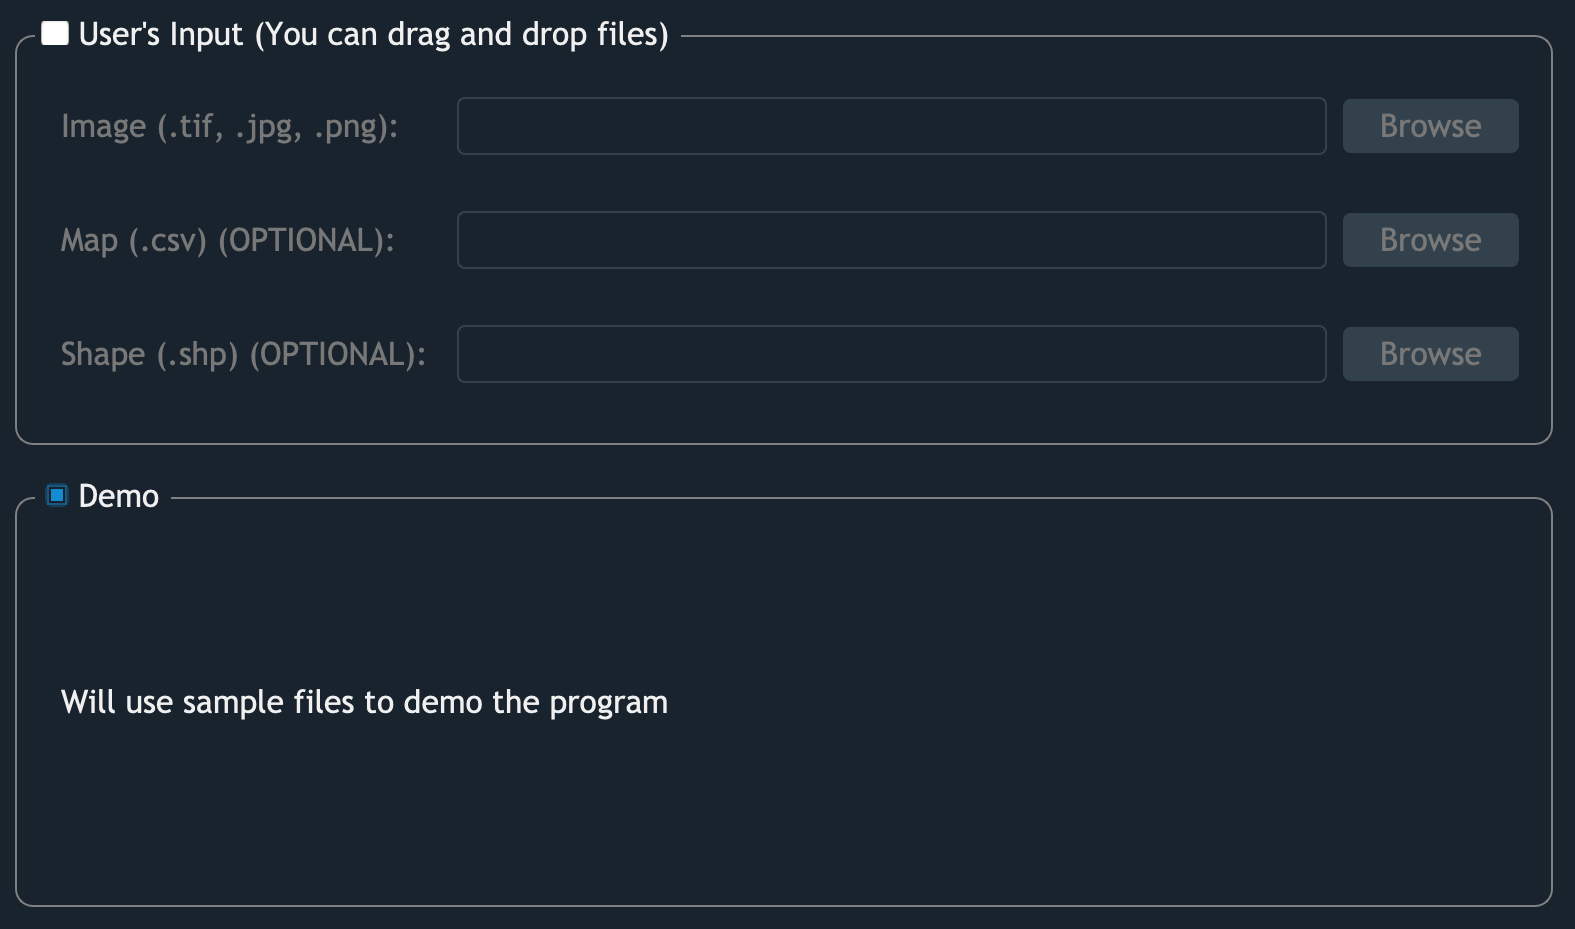 User's Input (You can drag and drop files)
Image (.tif, .jpg, .png):
Browse
Map (.csv) (OPTIONAL):
Browse
Shape (.shp) (OPTIONAL):
Browse
Demo
Will use sample files to demo the program